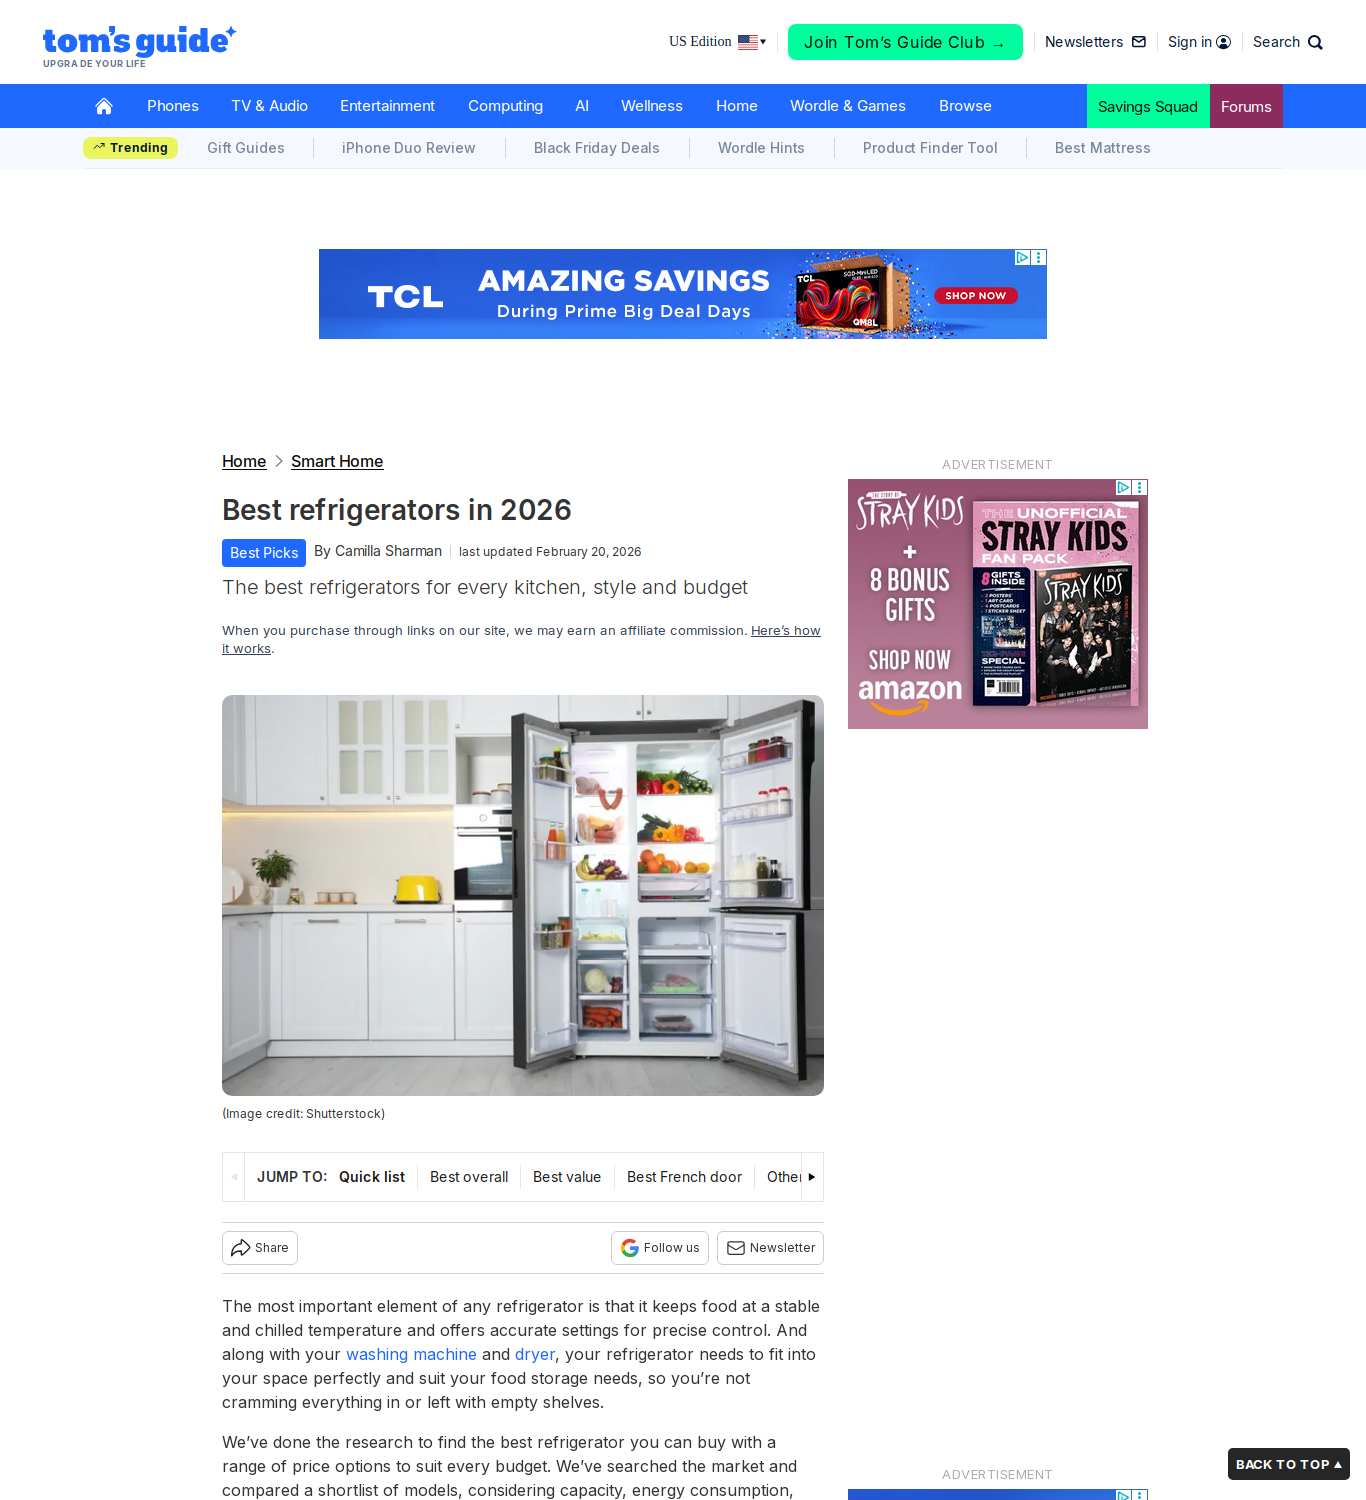 tom's guide
UPGRADE YOUR LIFE
US Edition
Join Tom's Guide Club →
Newsletters
Sign in
Search
Phones
TV & Audio
Entertainment
Computing
AI
Wellness
Home
Wordle & Games
Browse
Savings Squad
Forums
Trending
Gift Guides
iPhone Duo Review
Black Friday Deals
Wordle Hints
Product Finder Tool
Best Mattress
TCL
AMAZING SAVINGS
During Prime Big Deal Days
TCL
QM8L
SHOP NOW
Home
Smart Home
Best refrigerators in 2026
Best Picks
By Camilla Sharman
last updated February 20, 2026
The best refrigerators for every kitchen, style and budget
When you purchase through links on our site, we may earn an affiliate commission. Here's how
it works.
(Image credit: Shutterstock)
JUMP TO:
Quick list
Best overall
Best value
Best French door
Other
Share
Follow us
Newsletter
The most important element of any refrigerator is that it keeps food at a stable
and chilled temperature and offers accurate settings for precise control. And
along with your washing machine and dryer, your refrigerator needs to fit into
your space perfectly and suit your food storage needs, so you're not
cramming everything in or left with empty shelves.
We've done the research to find the best refrigerator you can buy with a
range of price options to suit every budget. We've searched the market and
compared a shortlist of models, considering capacity, energy consumption,
ADVERTISEMENT
THE STORY OF
STRAY KIDS
+
8 BONUS
GIFTS
SHOP NOW
amazon
THE UNOFFICIAL
STRAY KIDS
FAN PACK
8 GIFTS
INSIDE
SPECIAL
STRAY KIDS
ADVERTISEMENT
BACK TO TOP